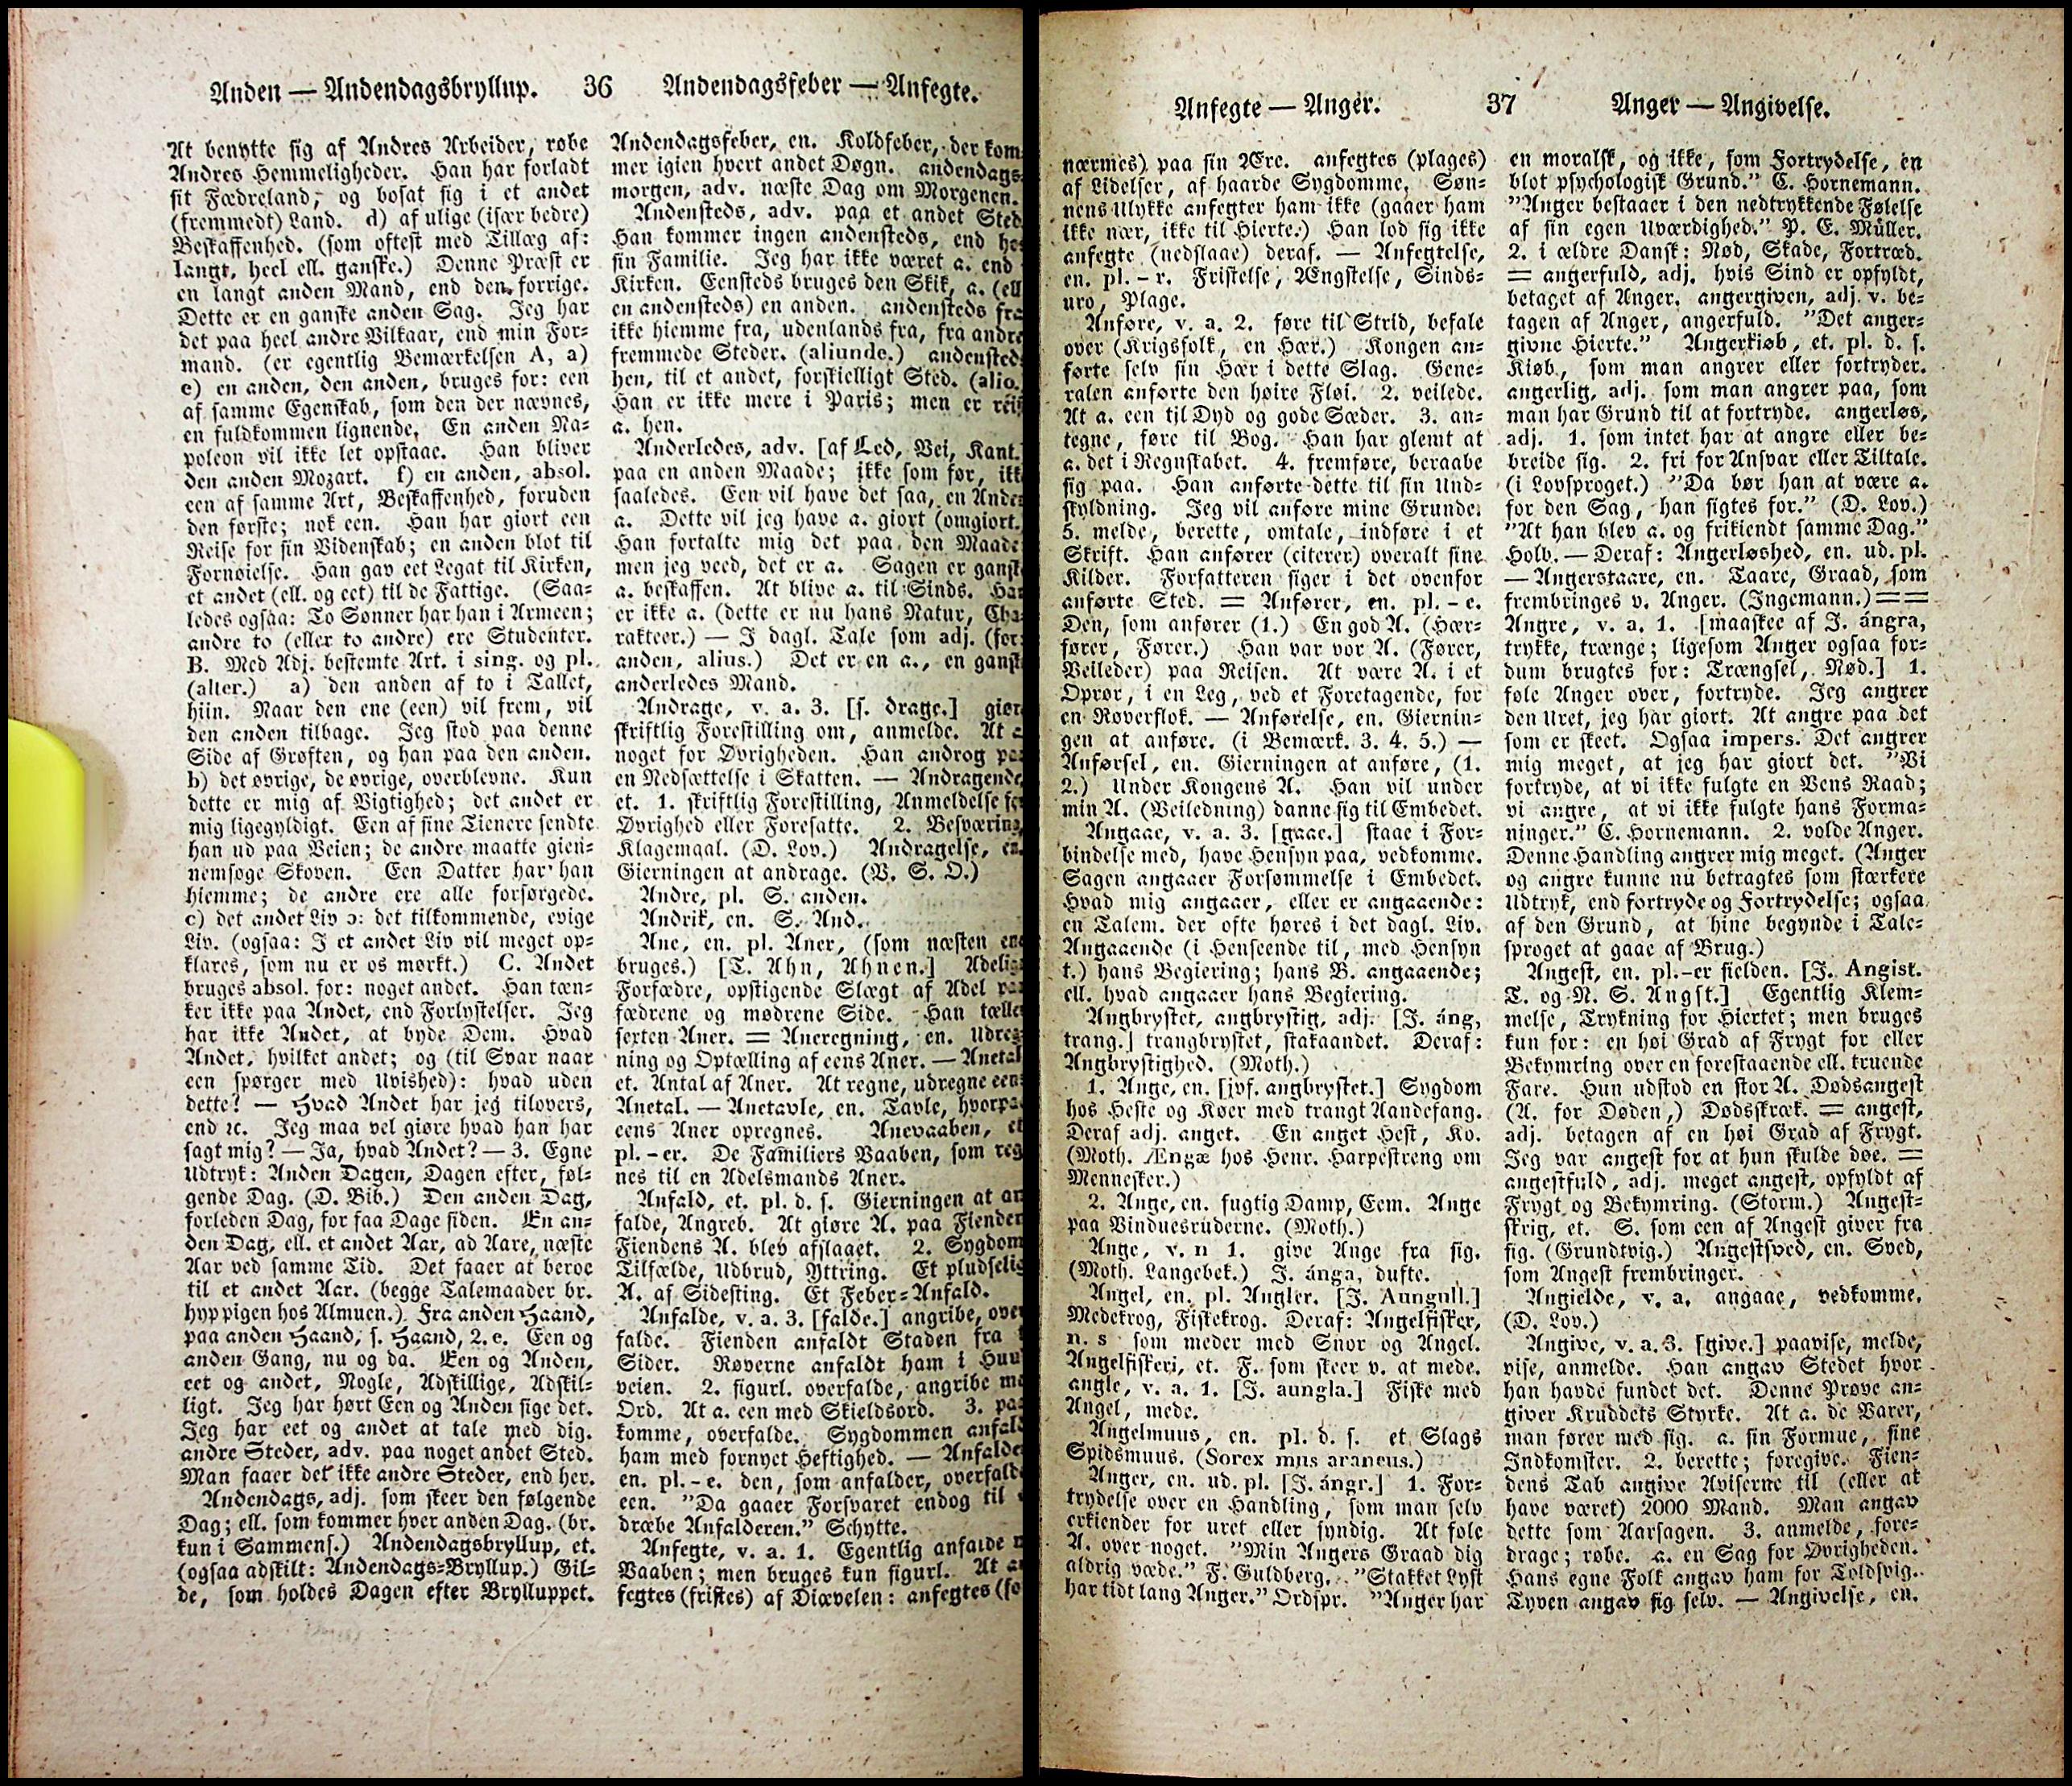 Anden — Andendagsbryllup. 36 Andendagsfeber — Anfegte.
At benytte sig af Andres Arbeider, røbe
Andres Hemmeligheder. Han har forladt
sit Fædreland, og bosat sig i et andet
(fremmedt) Land. d) af ulige (især bedre)
Beskaffenhed. (som oftest med Tillæg af:
langt, heel ell. ganske.) Denne Præst er
en langt anden Mand, end den forrige.
Dette er en ganske anden Sag. Jeg har
det paa heel andre Vilkaar, end min For-
mand. (er egentlig Bemærkelsen A, a)
e) en anden, den anden, bruges for: een
af samme Egenskab, som den der nævnes,
en fuldkommen lignende. En anden Na-
poleon vil ikke let opstaae. Han bliver
den anden Mozart. f) en anden, absol.
een af samme Art, Beskaffenhed, foruden
den første; nok een. Han har giort een
Reise for sin Videnskab; en anden blot til
Fornøielse. Han gav eet Legat til Kirken,
et andet (ell. og eet) til de Fattige. (Saa-
ledes ogsaa: To Sønner har han i Armeen;
andre to (eller to andre) ere Studenter.
B. Med Adj. bestemte Art. i sing. og pl.
(alter.) a) den anden af to i Tallet,
hiin. Naar den ene (een) vil frem, vil
den anden tilbage. Jeg stod paa denne
Side af Grøften, og han paa den anden.
b) det øvrige, de øvrige, overblevne. Kun
dette er mig af Vigtighed; det andet er
mig ligegyldigt. Een af sine Tienere sendte
han ud paa Veien; de andre maatte gien-
nemsøge Skoven. Een Datter har han
hiemme; de andre ere alle forsørgede.
c) det andet Liv ɔ: det tilkommende, evige
Liv. (ogsaa: I et andet Liv vil meget op-
klares, som nu er os mørkt.) C. Andet
bruges absol. for: noget andet. Han tæn-
ker ikke paa Andet, end Forlystelser. Jeg
har ikke Andet, at byde Dem. Hvad
Andet, hvilket andet; og (til Svar naar
een spørger med Uvished): hvad uden
dette? — Hvad Andet har jeg tilovers,
end ꝛc. Jeg maa vel giøre hvad han har
sagt mig? — Ja, hvad Andet? — 3. Egne
Udtryk: Anden Dagen, Dagen efter, føl-
gende Dag. (D. Bib.) Den anden Dag,
forleden Dag, for faa Dage siden. En an-
den Dag, ell. et andet Aar, ad Aare, næste
Aar ved samme Tid. Det faaer at beroe
til et andet Aar. (begge Talemaader br.
hyppigen hos Almuen.) Fra anden Haand,
paa anden Haand, s. Haand, 2. e. Een og
anden Gang, nu og da. Een og Anden,
eet og andet, Nogle, Adskillige, Adskil-
ligt. Jeg har hørt Een og Anden sige det.
Jeg har eet og andet at tale med dig.
andre Steder, adv. paa noget andet Sted.
Man faaer det ikke andre Steder, end her.
Andendags, adj. som skeer den følgende
Dag; ell. som kommer hver anden Dag. (br.
kun i Sammens.) Andendagsbryllup, et.
(ogsaa adskilt: Andendags-Bryllup.) Gil-
de, som holdes Dagen efter Brylluppet.
Andendagsfeber, en. Koldfeber, der kom
mer igien hvert andet Døgn. andendags
morgen, adv. næste Dag om Morgenen.
Andensteds, adv. paa et andet Sted
Han kommer ingen andensteds, end
sin Familie. Jeg har ikke været a. end
Kirken. Eensteds bruges den Skik, a. (ell
en andensteds) en anden. andensteds fra
ikke hiemme fra, udenlands fra, fra andre
fremmede Steder. (aliunde.) andensteds
hen, til et andet, forskielligt Sted. (alio.
Han er ikke mere i Paris; men er
a. hen.
Anderledes, adv. [af Led, Vei, Kant.
paa en anden Maade; ikke som før, ikk
saaledes. Een vil have det saa, en
a. Dette vil jeg have a. giort (omgiort.
Han fortalte mig det paa den Maade
men jeg veed, det er a. Sagen er
a. beskaffen. At blive a. til Sinds.
er ikke a. (dette er nu hans Natur, Cha-
rakteer.) — I dagl. Tale som adj. (for:
anden, alius.) Det er en a., en gansk
anderledes Mand.
Andrage, v. a. 3. [s. drage.] giør
skriftlig Forestilling om, anmelde. At
noget for Øvrigheden. Han androg
en Nedsættelse i Skatten. — Andragende,
et. 1. skriftlig Forestilling, Anmeldelse
Øvrighed eller Foresatte. 2. Besværing,
Klagemaal. (D. Lov.) Andragelse, en.
Gierningen at andrage. (V. S. O.)
Andre, pl. S. anden.
Andrik, en. S. And.
Ane, en. pl. Aner, (som næsten
bruges.) [T. Ahn, Ahnen.]
Forfædre, opstigende Slægt af Adel
fædrene og mødrene Side. Han tæller
sexten Aner. = Aneregning, en.
ning og Optælling af eens Aner. — Anetal
et. Antal af Aner. At regne, udregne eens
Anetal. — Anetavle, en. Tavle, hvorpa
eens Aner opregnes. Anevaaben, et
pl. -er. De Familiers Vaaben, som reg
nes til en Adelsmands Aner.
Anfald, et. pl. d. s. Gierningen at an
falde, Angreb. At giøre A. paa Fienden
Fiendens A. blev afslaaet. 2. Sygdom
Tilfælde, Udbrud, Yttring. Et pludselig
A. af Sidesting. Et Feber-Anfald.
Anfalde, v. a. 3. [falde.] angribe, over
falde. Fienden anfaldt Staden fra
Sider. Røverne anfaldt ham i
veien. 2. figurl. overfalde, angribe
Ord. At a. een med Skieldsord. 3.
komme, overfalde. Sygdommen anfald
ham med fornyet Heftighed. — Anfalde
en. pl. -e. den, som anfalder, overfald
een. "Da gaaer Forsvaret endog til
dræbe Anfalderen." Schytte.
Anfegte, v. a. 1. Egentlig anfalde
Vaaben; men bruges kun figurl. At
fegtes (fristes) af Diævelen: anfegtes
Anfegte — Anger. 37 Anger — Angivelse.
nærmes) paa sin Ære. anfegtes (plages)
af Lidelser, af haarde Sygdomme. Søn-
nens Ulykke anfegter ham ikke (gaaer ham
ikke nær, ikke til Hierte.) Han lod sig ikke
anfegte (nedslaae) deraf. — Anfegtelse,
en. pl. - r. Fristelse, Ængstelse, Sinds-
uro, Plage.
Anføre, v. a. 2. føre til Strid, befale
over (Krigsfolk, en Hær.) Kongen an-
førte selv sin Hær i dette Slag. Gene-
ralen anførte den høire Fløi. 2. veilede.
At a. een til Dyd og gode Sæder. 3. an-
tegne, føre til Bog. Han har glemt at
a. det i Regnskabet. 4. fremføre, beraabe
sig paa. Han anførte dette til sin Und-
skyldning. Jeg vil anføre mine Grunde.
5. melde, berette, omtale, indføre i et
Skrift. Han anfører (citerer) overalt sine
Kilder. Forfatteren siger i det ovenfor
anførte Sted. = Anfører, en. pl. - e.
Den, som anfører (1.) En god A. (Hær-
fører, Fører.) Han var vor A. (Fører,
Veileder) paa Reisen. At være A. i et
Oprør, i en Leg, ved et Foretagende, for
en Røverflok. — Anførelse, en. Giernin-
gen at anføre. (i Bemærk. 3. 4. 5.) —
Anførsel, en. Gierningen at anføre, (1.
2.) Under Kongens A. Han vil under
min A. (Veiledning) danne sig til Embedet.
Angaae, v. a. 3. [gaae.] staae i For-
bindelse med, have Hensyn paa, vedkomme.
Sagen angaaer Forsømmelse i Embedet.
Hvad mig angaaer, eller er angaaende:
en Talem. der ofte høres i det dagl. Liv.
Angaaende (i Henseende til, med Hensyn
t.) hans Begiering; hans B. angaaende;
ell. hvad angaaer hans Begiering.
Angbrystet, angbrystig, adj. [J. áng,
trang.] trangbrystet, stakaandet. Deraf:
Angbrystighed. (Moth.)
1. Ange, en. [jvf. angbrystet.] Sygdom
hos Heste og Køer med trangt Aandefang.
Deraf adj. anget. En anget Hest, Ko.
(Moth. Ængæ hos Henr. Harpestreng om
Mennesker.)
2. Ange, en. fugtig Damp, Eem. Ange
paa Vinduesruderne. (Moth.)
Ange, v. n 1. give Ange fra sig.
(Moth. Langebek.) J. ánga, dufte.
Angel, en. pl. Angler. [J. Aungull.]
Medekrog, Fiskekrog. Deraf: Angelfisker,
n. s som meder med Snor og Angel.
Angelfiskeri, et. F. som skeer v. at mede.
angle, v. a. 1. [J. aungla.] Fiske med
Angel, mede.
Angelmuus, en. pl. d. s. et Slags
Spidsmuus. (Sorex mus araneus.)
Anger, en. ud. pl. [J. ángr.] 1. For-
trydelse over en Handling, som man selv
erkiender for uret eller syndig. At føle
A. over noget. "Min Angers Graad dig
aldrig væde." F. Guldberg. "Stakket Lyst
har tidt lang Anger." Ordspr. "Anger har
en moralsk, og ikke, som Fortrydelse, en
blot psychologisk Grund." C. Hornemann.
"Anger bestaaer i den nedtrykkende Følelse
af sin egen Uværdighed." P. E. Müller.
2. i ældre Dansk: Nød, Skade, Fortræd.
= angerfuld, adj. hvis Sind er opfyldt,
betaget af Anger. angergiven, adj. v. be-
tagen af Anger, angerfuld. "Det anger-
givne Hierte." Angerkiøb, et. pl. d. s.
Kiøb, som man angrer eller fortryder.
angerlig, adj. som man angrer paa, som
man har Grund til at fortryde. angerløs,
adj. 1. som intet har at angre eller be-
breide sig. 2. fri for Ansvar eller Tiltale.
(i Lovsproget.) "Da bør han at være a.
for den Sag, han sigtes for." (D. Lov.)
"At han blev a. og frikiendt samme Dag."
Holb. — Deraf: Angerløshed, en. ud. pl.
— Angerstaare, en. Taare, Graad, som
frembringes v. Anger. (Ingemann.) = =
Angre, v. a. 1. [maaskee af J. ángra,
trykke, trænge; ligesom Anger ogsaa for-
dum brugtes for: Trængsel, Nød.] 1.
føle Anger over, fortryde. Jeg angrer
den Uret, jeg har giort. At angre paa det
som er skeet. Ogsaa impers. Det angrer
mig meget, at jeg har giort det. "Vi
fortryde, at vi ikke fulgte en Vens Raad;
vi angre, at vi ikke fulgte hans Forma-
ninger." C. Hornemann. 2. volde Anger.
Denne Handling angrer mig meget. (Anger
og angre kunne nu betragtes som stærkere
Udtryk, end fortryde og Fortrydelse; ogsaa
af den Grund, at hine begynde i Tale-
sproget at gaae af Brug.)
Angest, en. pl.-er sielden. [J. Angist.
T. og N. S. Angst.] Egentlig Klem-
melse, Trykning for Hiertet; men bruges
kun for: en høi Grad af Frygt for eller
Bekymring over en forestaaende ell. truende
Fare. Hun udstod en stor A. Dødsangest
(A. for Døden,) Dødsskræk. = angest,
adj. betagen af en høi Grad af Frygt.
Jeg var angest for at hun skulde døe. =
angestfuld, adj. meget angest, opfyldt af
Frygt og Bekymring. (Storm.) Angest-
skrig, et. S. som een af Angest giver fra
sig. (Grundtvig.) Angestsved, en. Sved,
som Angest frembringer.
Angielde, v. a. angaae, vedkomme.
(D. Lov.)
Angive, v. a. 3. [give.] paavise, melde,
vise, anmelde. Han angav Stedet hvor
han havde fundet det. Denne Prøve an-
giver Kruddets Styrke. At a. de Varer,
man fører med sig. a. sin Formue, sine
Indkomster. 2. berette; foregive. Fien-
dens Tab angive Aviserne til (eller at
have været) 2000 Mand. Man angav
dette som Aarsagen. 3. anmelde, fore-
drage; røbe. a. en Sag for Øvrigheden.
Hans egne Folk angav ham for Toldsvig.
Tyven angav sig selv. — Angivelse, en.